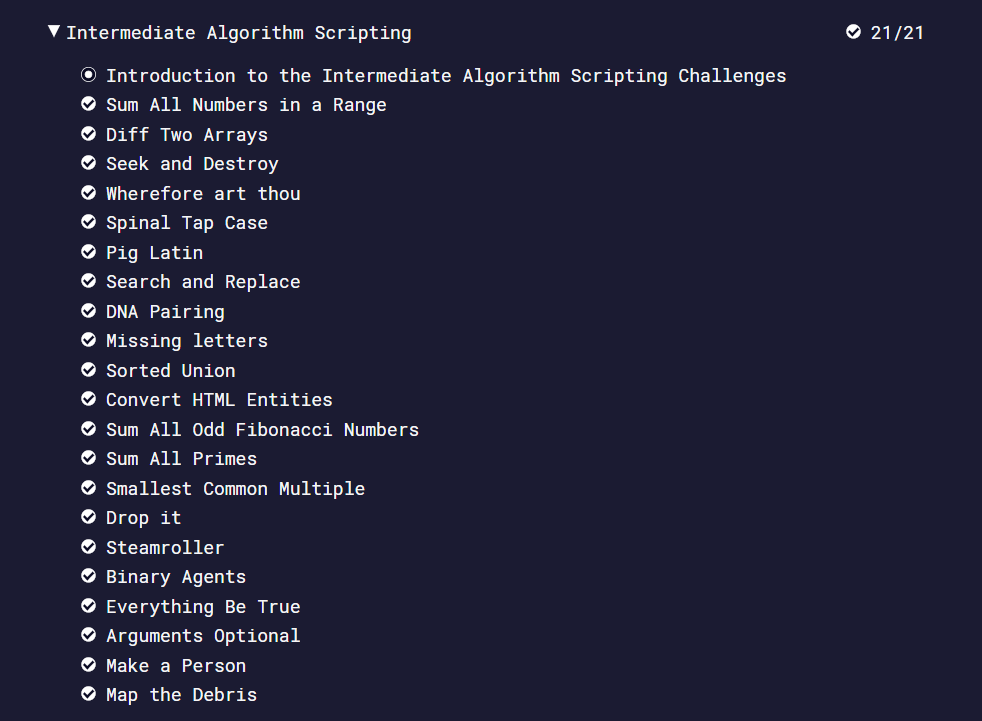 Intermediate Algorithm Scripting 21/21
Introduction to the Intermediate Algorithm Scripting Challenges
Sum All Numbers in a Range
Diff Two Arrays
Seek and Destroy
Wherefore art thou
Spinal Tap Case
Pig Latin
Search and Replace
DNA Pairing
Missing letters
Sorted Union
Convert HTML Entities
Sum All Odd Fibonacci Numbers
Sum All Primes
Smallest Common Multiple
Drop it
Steamroller
Binary Agents
Everything Be True
Arguments Optional
Make a Person
Map the Debris